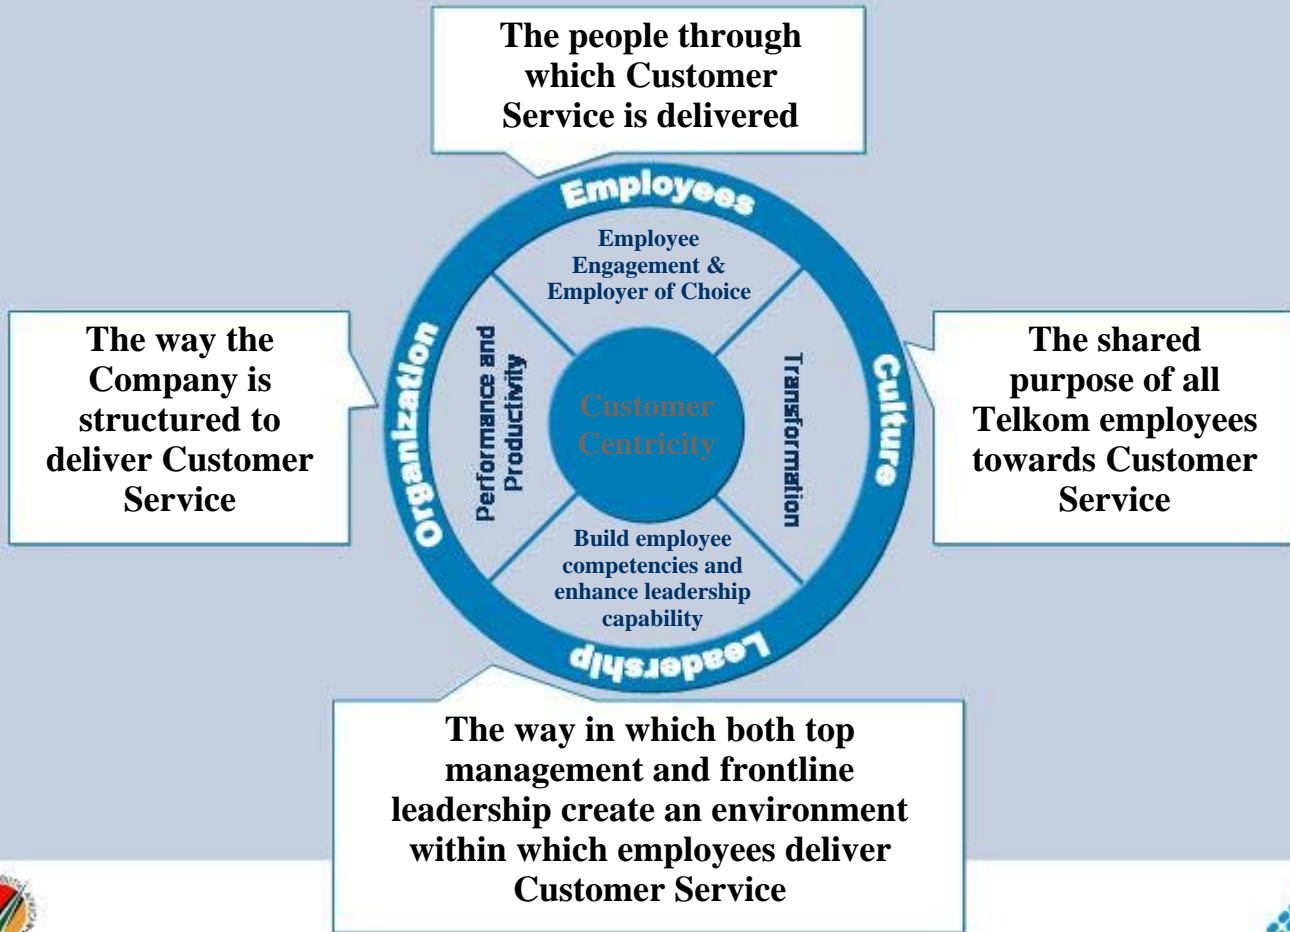 The people through
which Customer
Service is delivered
Employees
Employee
Engagement &
Employer of Choice
The way the
Company is
structured to
deliver Customer
Service
Organization
Performance and
Productivity
Customer
Centricity
Transformation
Culture
The shared
purpose of all
Telkom employees
towards Customer
Service
Build employee
competencies and
enhance leadership
capability
Leadership
The way in which both top
management and frontline
leadership create an environment
within which employees deliver
Customer Service